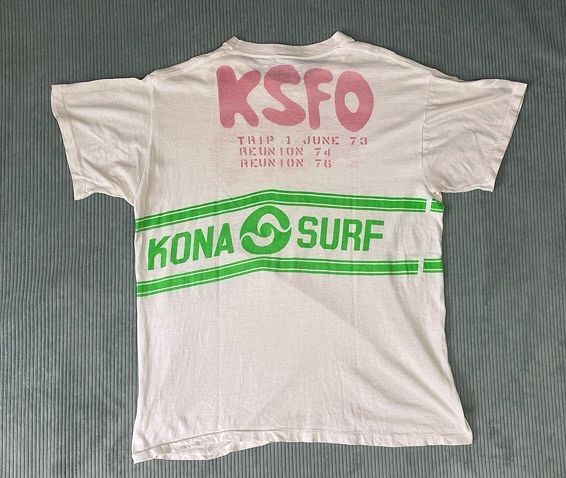 KSFO
TRIP 1 JUNE 73
REUNION 74
REUNION 76
KONA SURF